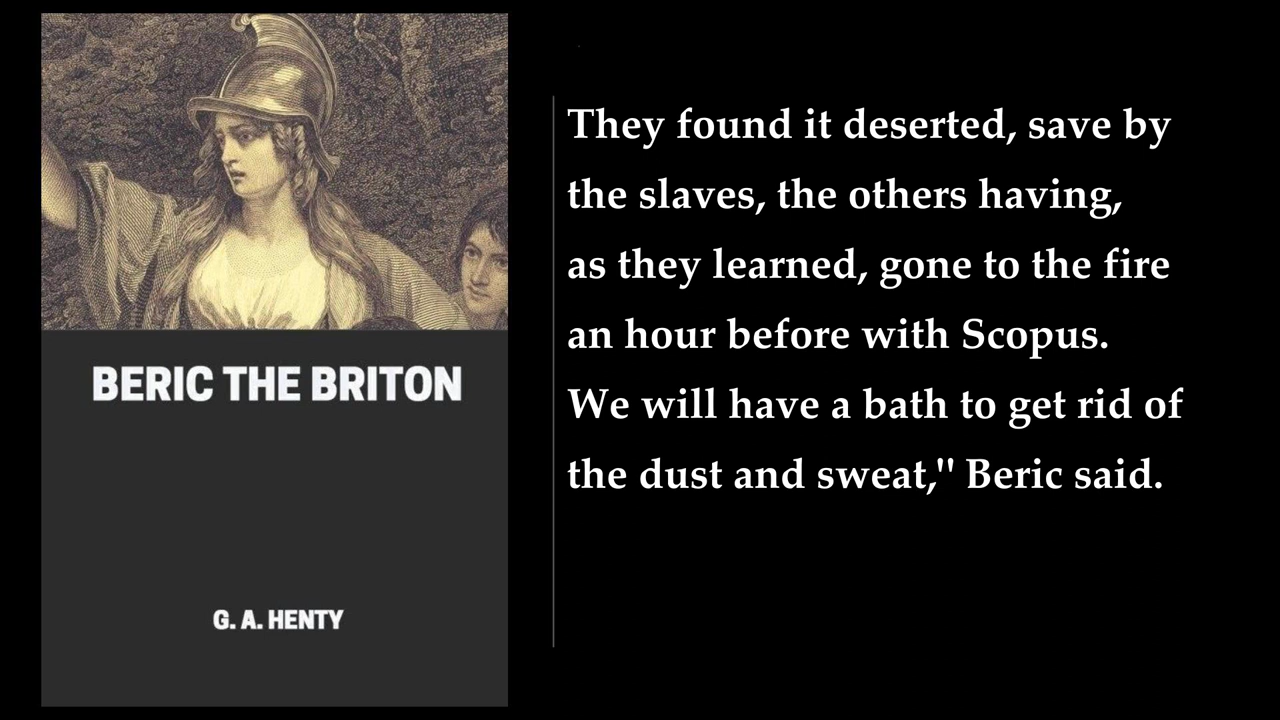 BERIC THE BRITON
G. A. HENTY
They found it deserted, save by
the slaves, the others having,
as they learned, gone to the fire
an hour before with Scopus.
We will have a bath to get rid of
the dust and sweat," Beric said.